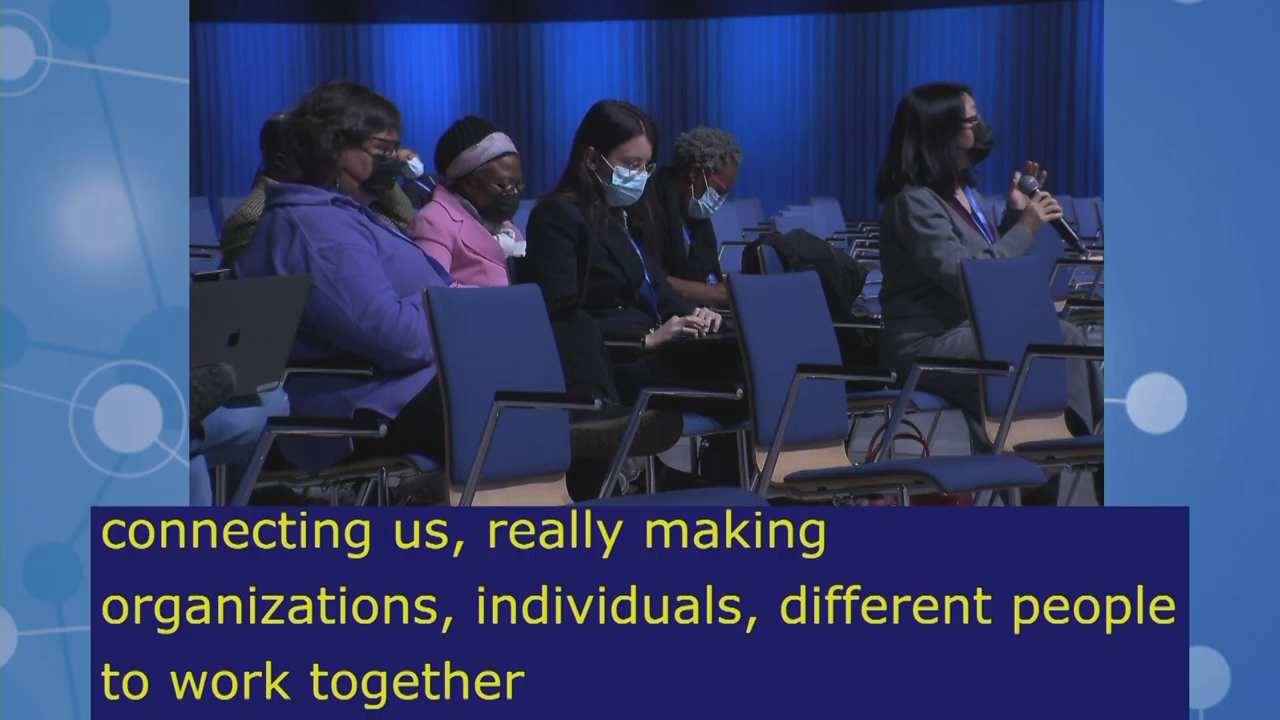 connecting us, really making
organizations, individuals, different people
to work together